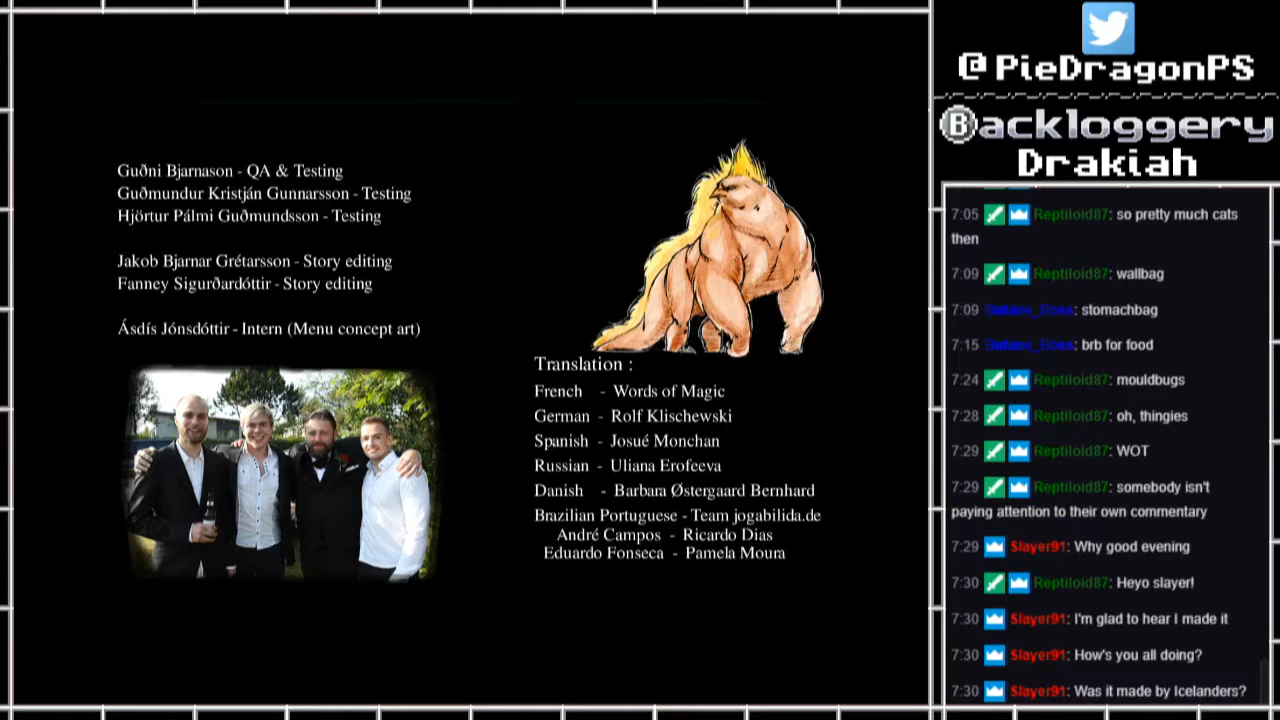 Guðni Bjarnason - QA & Testing
Guðmundur Kristján Gunnarsson - Testing
Hjörtur Pálmi Guðmundsson - Testing
Jakob Bjarnar Grétarsson - Story editing
Fanney Sigurðardóttir - Story editing
Ásdís Jónsdóttir - Intern (Menu concept art)
Translation :
French - Words of Magic
German - Rolf Klischewski
Spanish - Josué Monchan
Russian - Uliana Erofeeva
Danish - Barbara Østergaard Bernhard
Brazilian Portuguese - Team jogabilida.de
André Campos - Ricardo Dias
Eduardo Fonseca - Pamela Moura
@PieDragonPS
Backloggery
Drakiah
7:05 Reptiloid87: so pretty much cats
then
7:09 Reptiloid87: wallbag
7:09 Butane_Boss: stomachbag
7:15 Butane_Boss: brb for food
7:24 Reptiloid87: mouldbugs
7:28 Reptiloid87: oh, thingies
7:29 Reptiloid87: WOT
7:29 Reptiloid87: somebody isn't
paying attention to their own commentary
7:29 Slayer91: Why good evening
7:30 Reptiloid87: Heyo slayer!
7:30 Slayer91: I'm glad to hear I made it
7:30 Slayer91: How's you all doing?
7:30 Slayer91: Was it made by Icelanders?